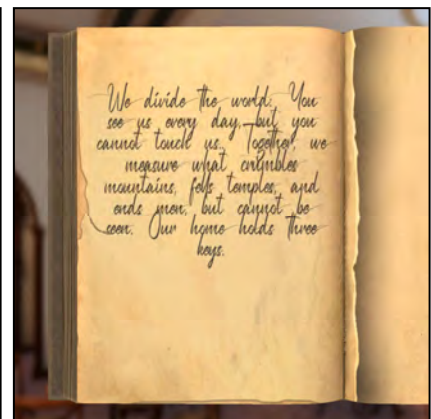 We divide the world. You
see us every day, but you
cannot touch us. Together, we
measure what crumbles
mountains, fells temples, and
ends men, but cannot be
seen. Our home holds three
keys.